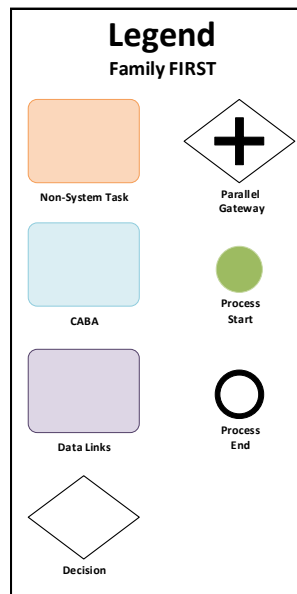 Legend
Family FIRST
Non-System Task
Parallel
Gateway
CABA
Process
Start
Data Links
Process
End
Decision